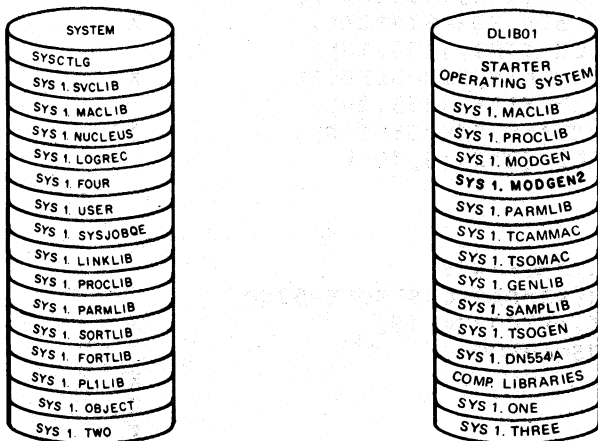 SYSTEM
SYSCTLG
SYS 1. SVCLIB
SYS 1. MACLIB
SYS 1. NUCLEUS
SYS 1. LOGREC
SYS 1. FOUR
SYS 1. USER
SYS 1. SYSJOBQE
SYS 1. LINKLIB
SYS 1. PROCLIB
SYS 1. PARMLIB
SYS 1. SORTLIB
SYS 1. FORTLIB
SYS 1. PL1LIB
SYS 1. OBJECT
SYS 1. TWO
DLIB01
STARTER
OPERATING SYSTEM
SYS 1. MACLIB
SYS 1. PROCLIB
SYS 1. MODGEN
SYS 1. MODGEN2
SYS 1. PARMLIB
SYS 1. TCAMMAC
SYS 1. TSOMAC
SYS 1. GENLIB
SYS 1. SAMPLIB
SYS 1. TSOGEN
SYS 1. DN554A
COMP. LIBRARIES
SYS 1. ONE
SYS 1. THREE